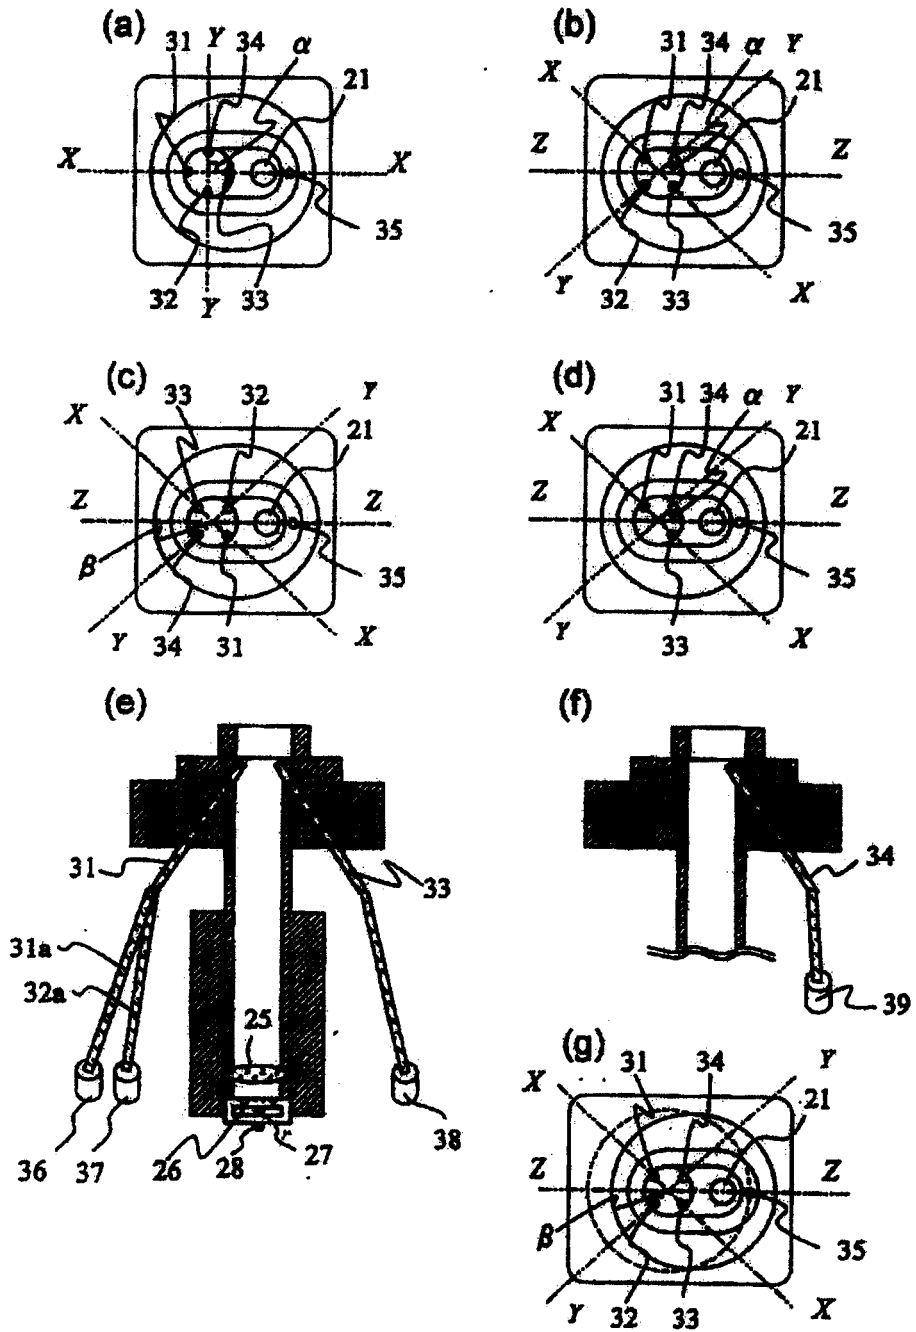 (a)
31 Y 34 α
21
X X
35
32 Y 33
(b)
31 34 α Y
X
21
Z Z
35
Y 32 33 X
(c)
33 32 Y
X
21
Z Z
β
35
Y 34 31 X
(d)
31 34 α Y
X
21
Z Z
35
Y 33 X
(e)
31
33
31a
32a
25
36 37 26 28 r 27 38
(f)
34
39
(g)
31 34 Y
X
21
Z Z
β
35
Y 32 33 X